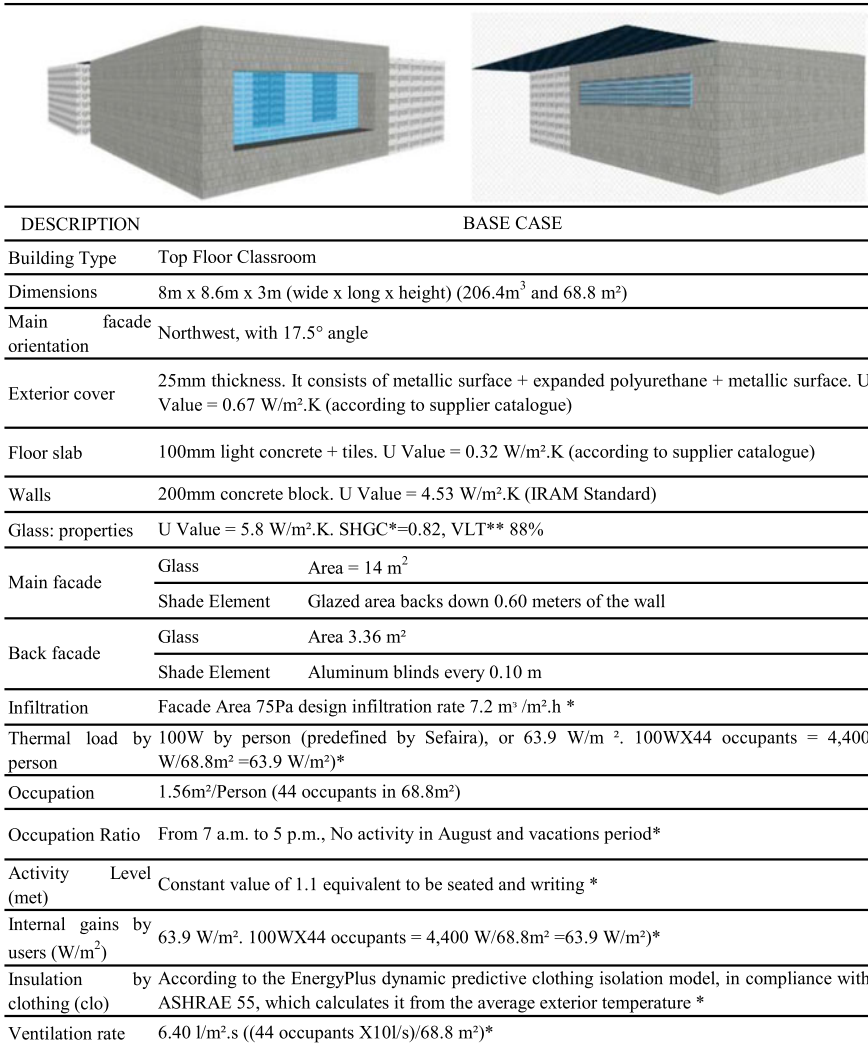 DESCRIPTION BASE CASE
Building Type Top Floor Classroom
Dimensions 8m x 8.6m x 3m (wide x long x height) (206.4m³ and 68.8 m²)
Main facade
orientation
Northwest, with 17.5° angle
Exterior cover
25mm thickness. It consists of metallic surface + expanded polyurethane + metallic surface. U
Value = 0.67 W/m².K (according to supplier catalogue)
Floor slab 100mm light concrete + tiles. U Value = 0.32 W/m².K (according to supplier catalogue)
Walls 200mm concrete block. U Value = 4.53 W/m².K (IRAM Standard)
Glass: properties U Value = 5.8 W/m².K. SHGC*=0.82, VLT** 88%
Main facade
Glass Area = 14 m²
Shade Element Glazed area backs down 0.60 meters of the wall
Back facade
Glass Area 3.36 m²
Shade Element Aluminum blinds every 0.10 m
Infiltration Facade Area 75Pa design infiltration rate 7.2 m³ /m².h *
Thermal load by
person
100W by person (predefined by Sefaira), or 63.9 W/m ². 100WX44 occupants = 4,400
W/68.8m² =63.9 W/m²)*
Occupation 1.56m²/Person (44 occupants in 68.8m²)
Occupation Ratio From 7 a.m. to 5 p.m., No activity in August and vacations period*
Activity Level
(met)
Constant value of 1.1 equivalent to be seated and writing *
Internal gains by
users (W/m²)
63.9 W/m². 100WX44 occupants = 4,400 W/68.8m² =63.9 W/m²)*
Insulation by
clothing (clo)
According to the EnergyPlus dynamic predictive clothing isolation model, in compliance with
ASHRAE 55, which calculates it from the average exterior temperature *
Ventilation rate 6.40 l/m².s ((44 occupants X10l/s)/68.8 m²)*